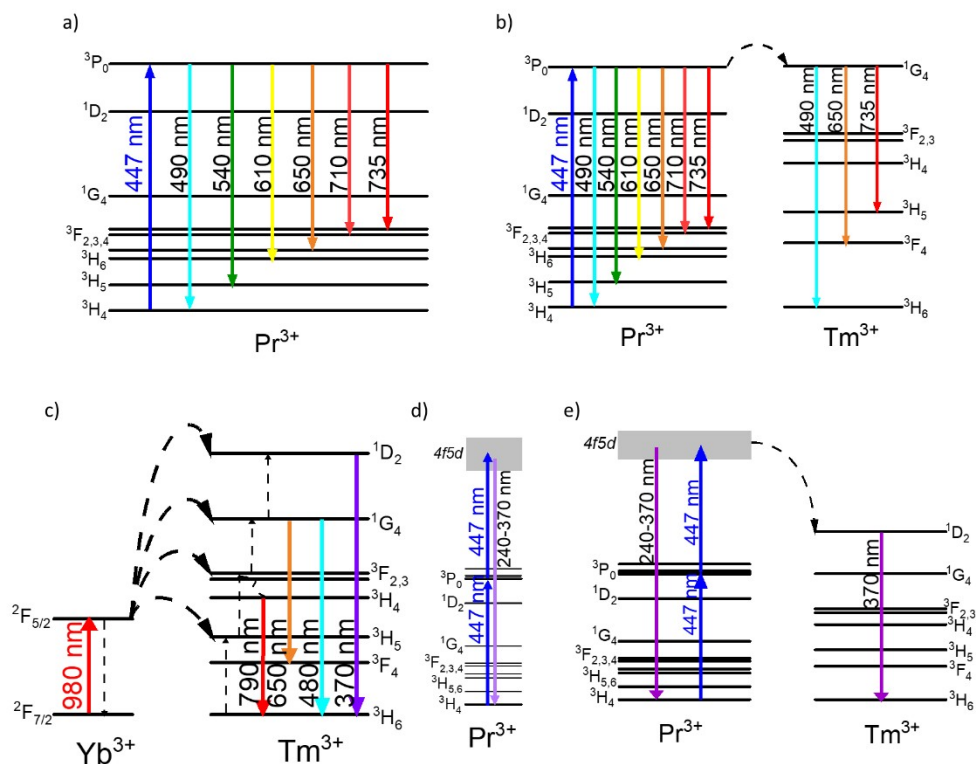 a)
³P₀
¹D₂
¹G₄
³F₂,₃,₄
³H₆
³H₅
³H₄
447 nm
490 nm
540 nm
610 nm
650 nm
710 nm
735 nm
Pr³⁺
b)
³P₀
¹D₂
¹G₄
³F₂,₃,₄
³H₆
³H₅
³H₄
447 nm
490 nm
540 nm
610 nm
650 nm
710 nm
735 nm
Pr³⁺
490 nm
650 nm
735 nm
¹G₄
³F₂,₃
³H₄
³H₅
³F₄
³H₆
Tm³⁺
c)
²F₅/₂
²F₇/₂
980 nm
Yb³⁺
¹D₂
¹G₄
³F₂,₃
³H₄
³H₅
³F₄
³H₆
790 nm
650 nm
480 nm
370 nm
Tm³⁺
d)
4f5d
447 nm
240-370 nm
³P₀
¹D₂
447 nm
¹G₄
³F₂,₃,₄
³H₅,₆
³H₄
Pr³⁺
e)
4f5d
240-370 nm
447 nm
³P₀
¹D₂
447 nm
¹G₄
³F₂,₃,₄
³H₅,₆
³H₄
Pr³⁺
¹D₂
370 nm
¹G₄
³F₂,₃
³H₄
³H₅
³F₄
³H₆
Tm³⁺